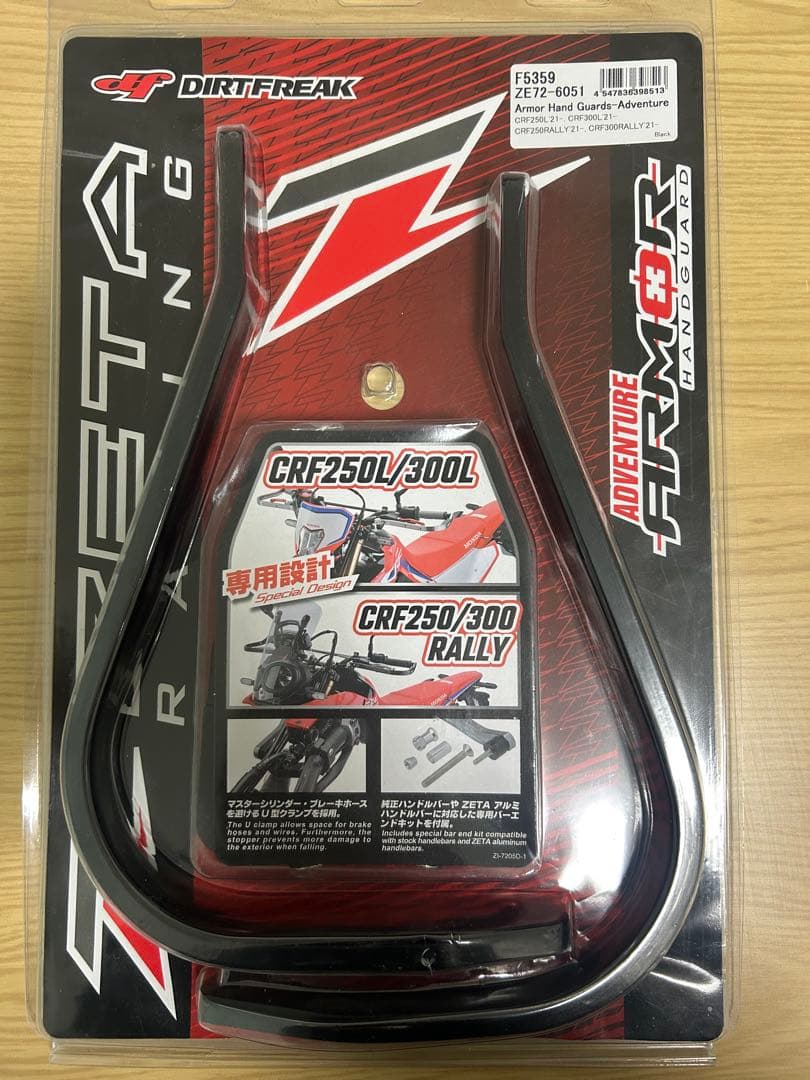 df DIRTFREAK
F5359
ZE72-6051
4 547836398513
Armor Hand Guards-Adventure
CRF250L'21-. CRF300L'21-
CRF250RALLY'21-. CRF300RALLY'21-
Black
ZETA
RACING
ADVENTURE
ARMOR
HANDGUARD
CRF250L/300L
HONDA
専用設計
Special Design
CRF250/300
RALLY
マスターシリンダー・ブレーキホース
を避けるU型クランプを採用。
The U clamp allows space for brake
hoses and wires. Furthermore, the
stopper prevents more damage to
the exterior when falling.
純正ハンドルバーや ZETA アルミ
ハンドルバーに対応した専用バーエ
ンドキットを付属。
Includes special bar end kit compatible
with stock handlebars and ZETA aluminum
handlebars.
ZI-7205D-1